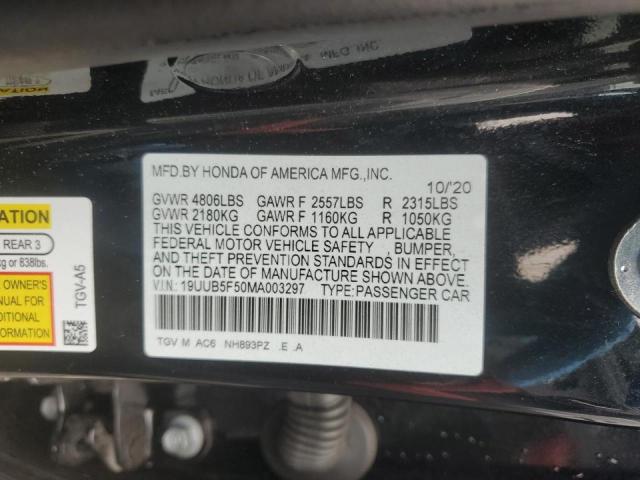 MFD.BY HONDA OF AMERICA MFG.,INC.
10/'20
GVWR 4806LBS GAWR F 2557LBS R 2315LBS
GVWR 2180KG GAWR F 1160KG R 1050KG
THIS VEHICLE CONFORMS TO ALL APPLICABLE
FEDERAL MOTOR VEHICLE SAFETY , BUMPER,
AND THEFT PREVENTION STANDARDS IN EFFECT
ON THE DATE OF MANUFACTURE SHOWN ABOVE.
V.I.N: 19UUB5F50MA003297 TYPE:PASSENGER CAR
TGV M AC6 NH893PZ .E .A
REAR 3
kg or 838lbs.
OWNER'S
MANUAL FOR
TGV-A5